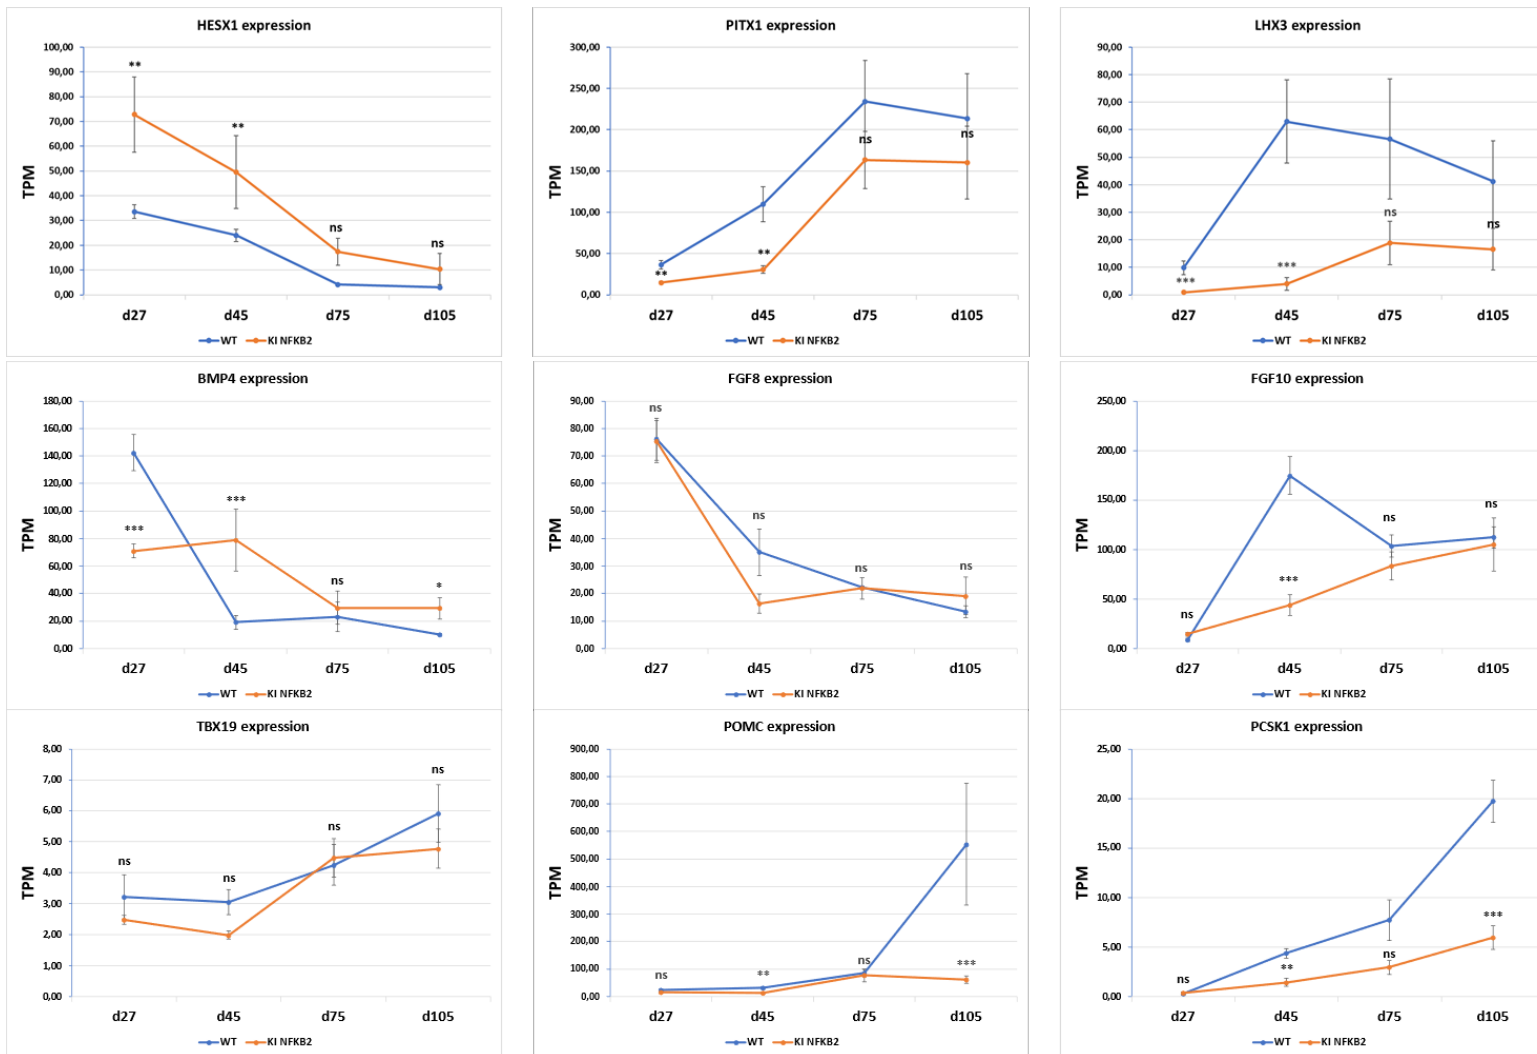 HESX1 expression
100,00
90,00
80,00
70,00
60,00
50,00
40,00
30,00
20,00
10,00
0,00
TPM
**
**
ns
ns
d27 d45 d75 d105
WT KI NFKB2
PITX1 expression
300,00
250,00
200,00
150,00
100,00
50,00
0,00
TPM
**
**
ns
ns
d27 d45 d75 d105
WT KI NFKB2
LHX3 expression
90,00
80,00
70,00
60,00
50,00
40,00
30,00
20,00
10,00
0,00
TPM
***
***
ns
ns
d27 d45 d75 d105
WT KI NFKB2
BMP4 expression
180,00
160,00
140,00
120,00
100,00
80,00
60,00
40,00
20,00
0,00
TPM
***
***
ns
*
d27 d45 d75 d105
WT KI NFKB2
FGF8 expression
90,00
80,00
70,00
60,00
50,00
40,00
30,00
20,00
10,00
0,00
TPM
ns
ns
ns
ns
d27 d45 d75 d105
WT KI NFKB2
FGF10 expression
250,00
200,00
150,00
100,00
50,00
0,00
TPM
ns
***
ns
ns
d27 d45 d75 d105
WT KI NFKB2
TBX19 expression
8,00
7,00
6,00
5,00
4,00
3,00
2,00
1,00
0,00
TPM
ns
ns
ns
ns
d27 d45 d75 d105
WT KI NFKB2
POMC expression
900,00
800,00
700,00
600,00
500,00
400,00
300,00
200,00
100,00
0,00
TPM
ns
**
ns
***
d27 d45 d75 d105
WT KI NFKB2
PCSK1 expression
25,00
20,00
15,00
10,00
5,00
0,00
TPM
ns
**
ns
***
d27 d45 d75 d105
WT KI NFKB2